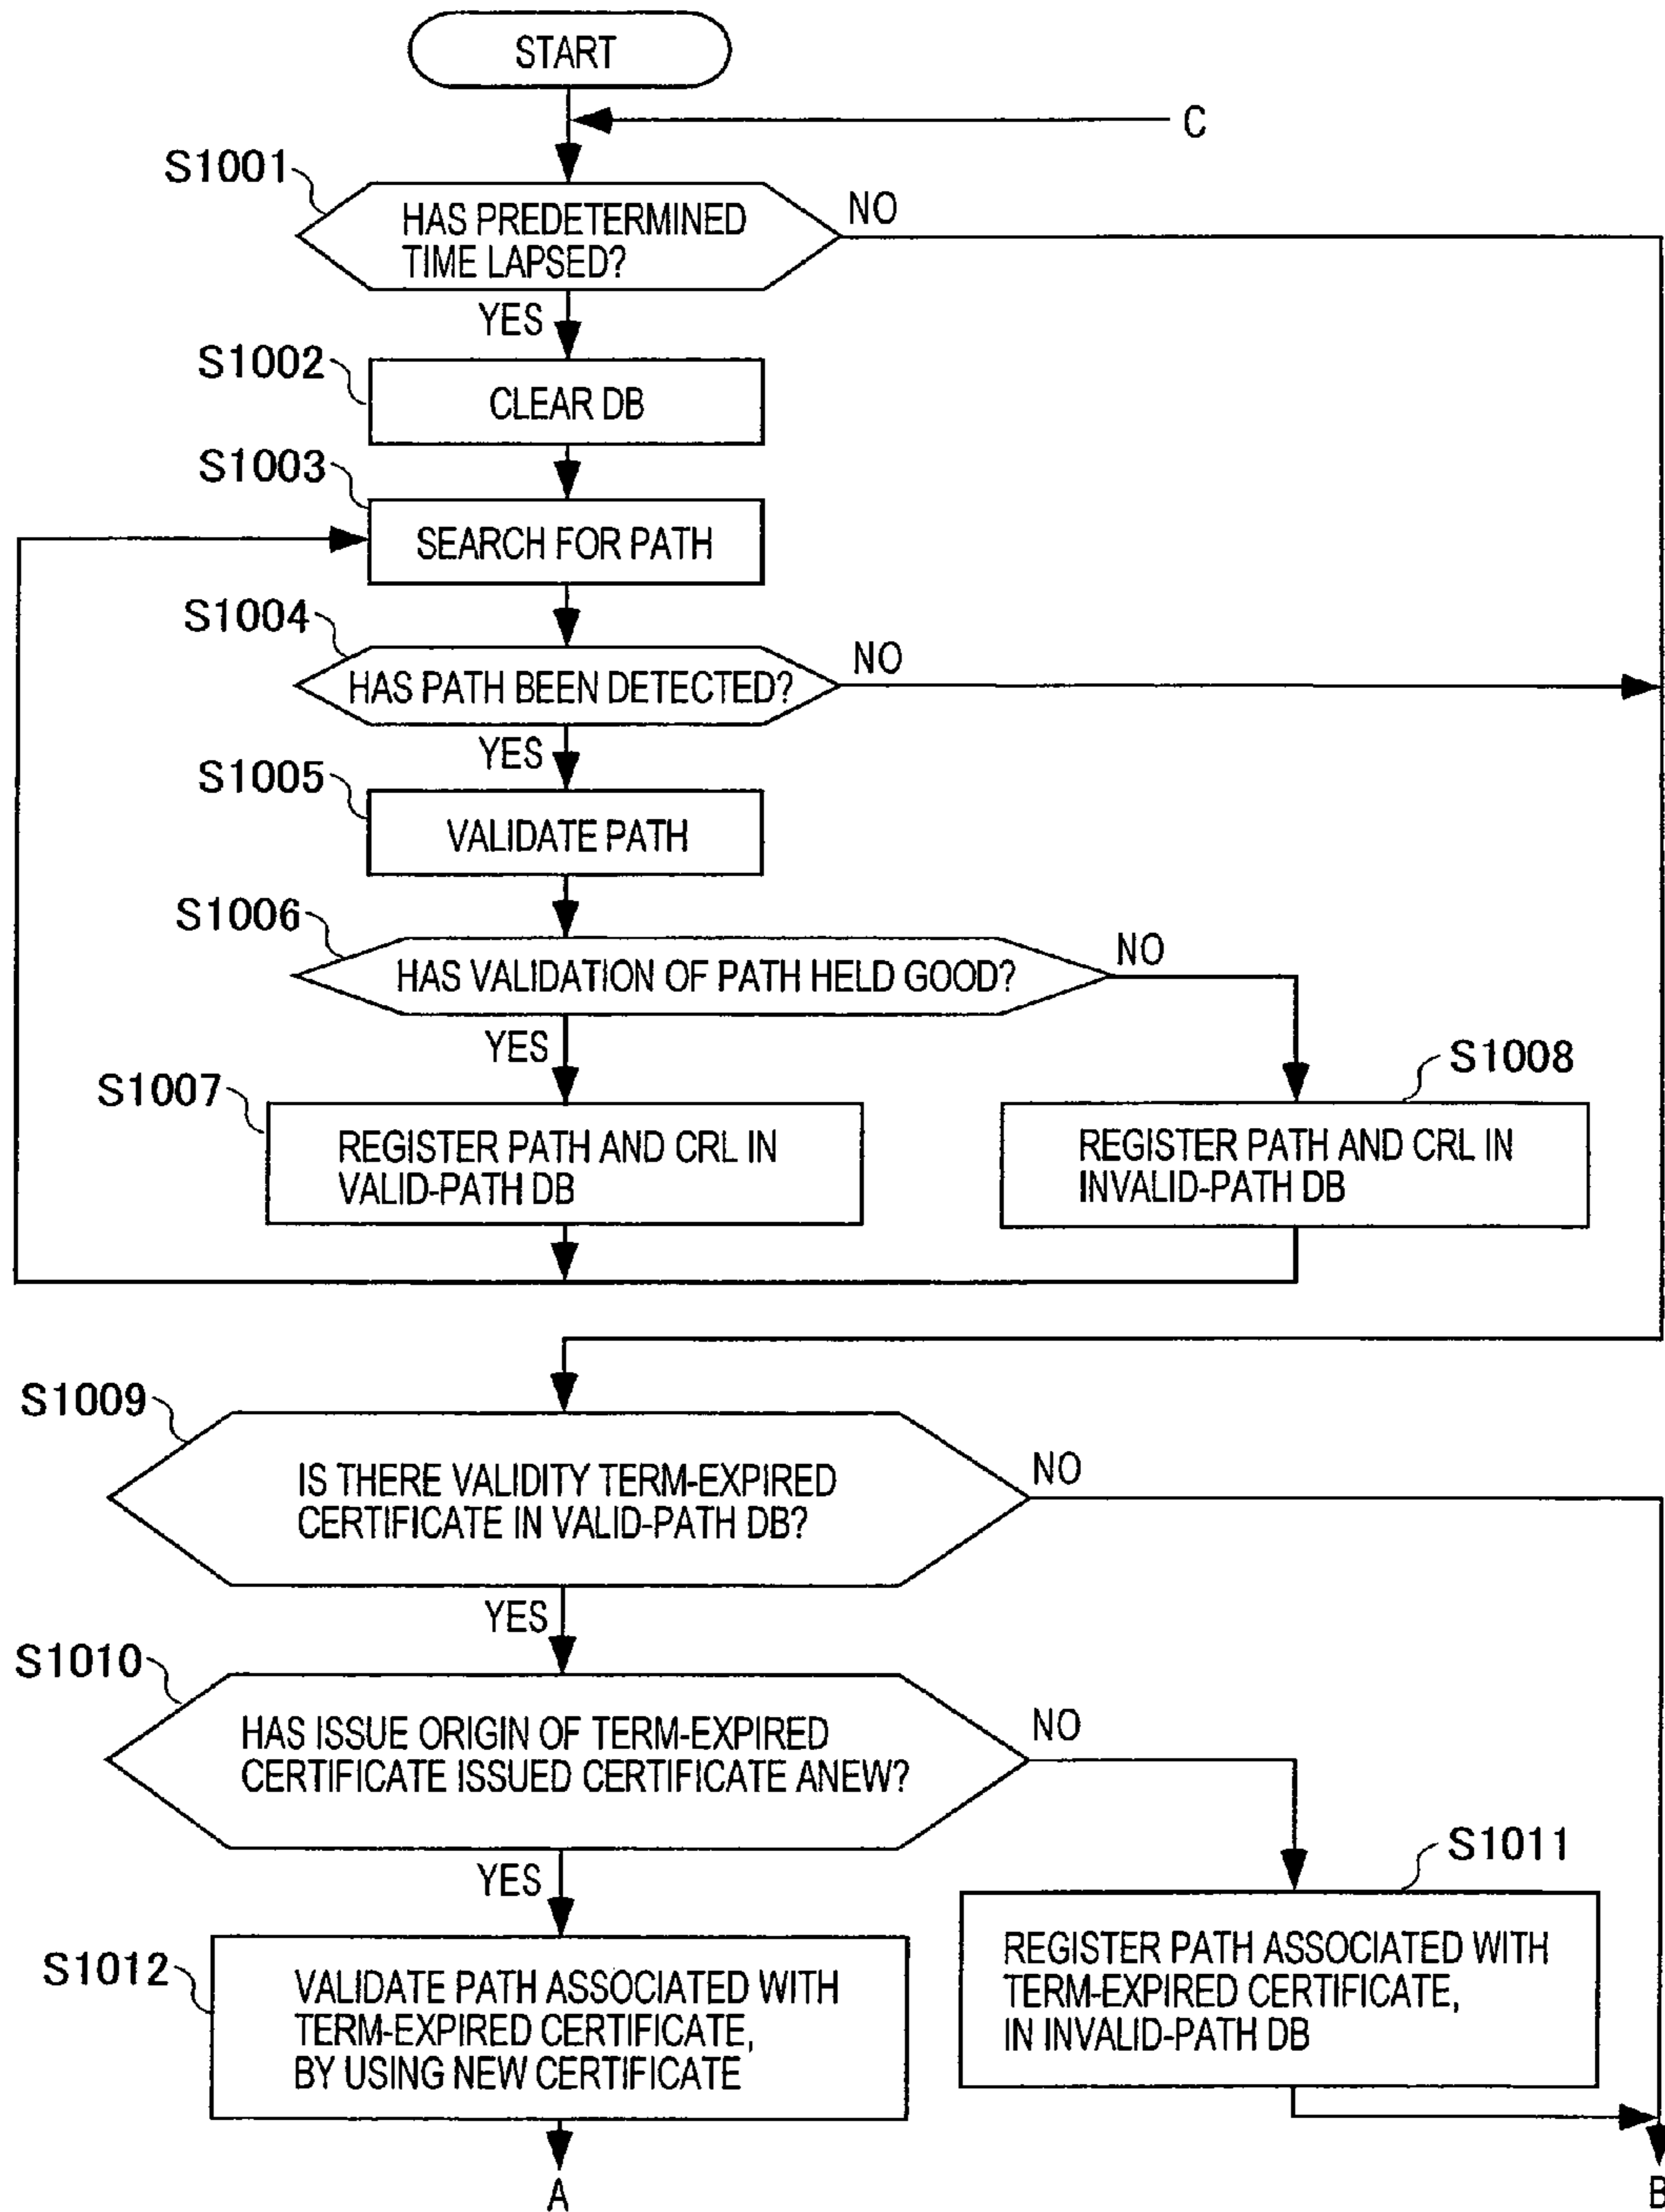 START
C
S1001
HAS PREDETERMINED
TIME LAPSED?
NO
YES
S1002
CLEAR DB
S1003
SEARCH FOR PATH
S1004
HAS PATH BEEN DETECTED?
NO
YES
S1005
VALIDATE PATH
S1006
HAS VALIDATION OF PATH HELD GOOD?
NO
YES
S1007
REGISTER PATH AND CRL IN
VALID-PATH DB
S1008
REGISTER PATH AND CRL IN
INVALID-PATH DB
S1009
IS THERE VALIDITY TERM-EXPIRED
CERTIFICATE IN VALID-PATH DB?
NO
YES
S1010
HAS ISSUE ORIGIN OF TERM-EXPIRED
CERTIFICATE ISSUED CERTIFICATE ANEW?
NO
YES
S1011
REGISTER PATH ASSOCIATED WITH
TERM-EXPIRED CERTIFICATE,
IN INVALID-PATH DB
S1012
VALIDATE PATH ASSOCIATED WITH
TERM-EXPIRED CERTIFICATE,
BY USING NEW CERTIFICATE
A
B